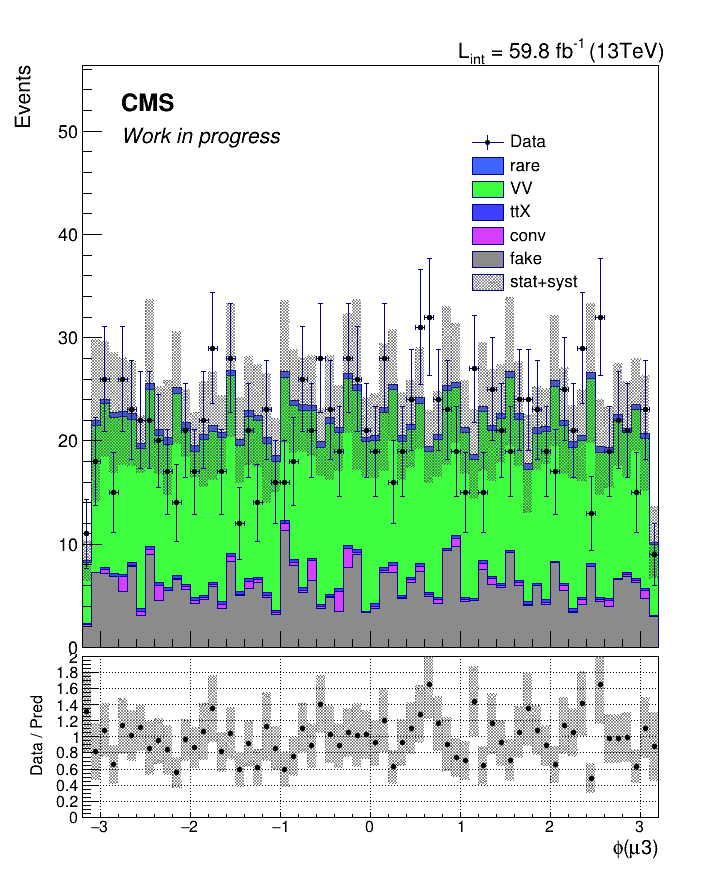 L_int = 59.8 fb^-1 (13TeV)
Events
CMS
Work in progress
Data
rare
VV
ttX
conv
fake
stat+syst
50
40
30
20
10
0
Data / Pred
2
1.8
1.6
1.4
1.2
1
0.8
0.6
0.4
0.2
0
−3 −2 −1 0 1 2 3
ϕ(μ3)